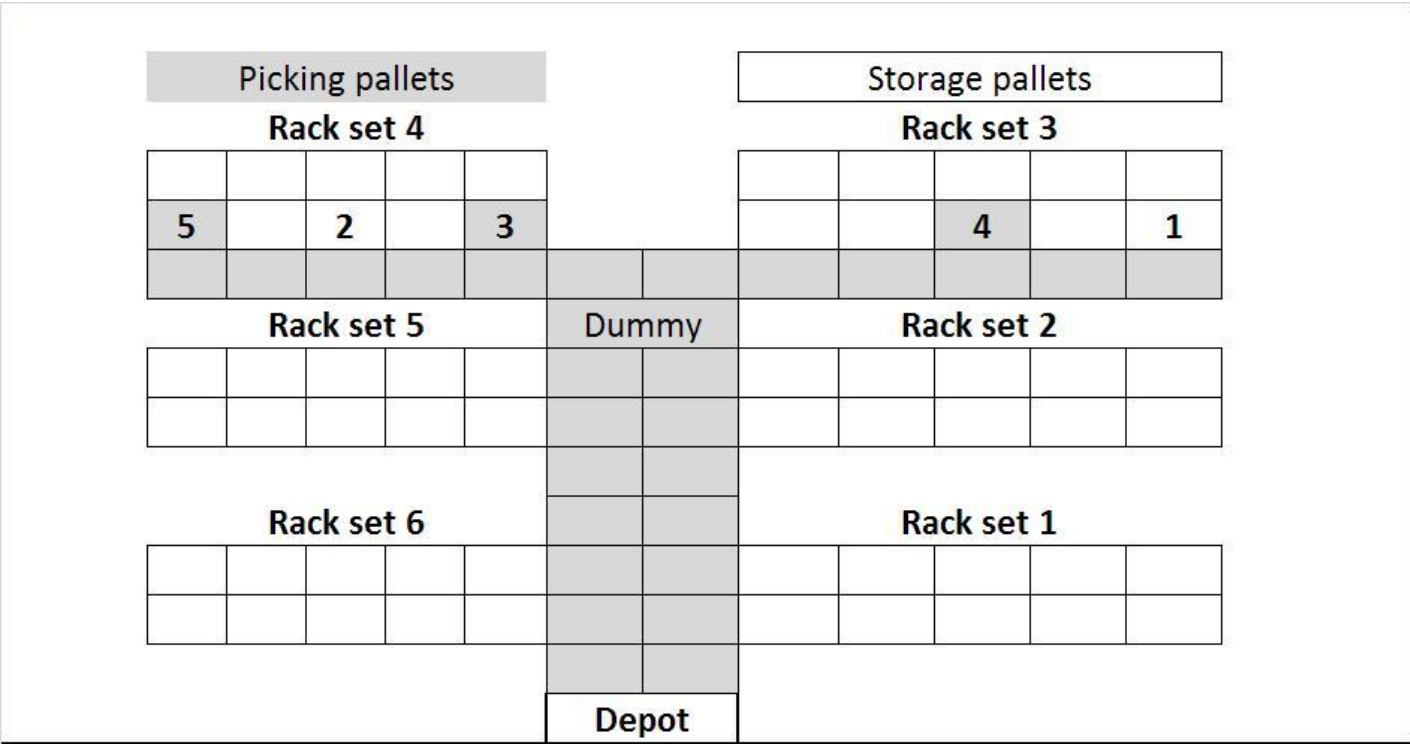 Picking pallets Storage pallets
Rack set 4 Rack set 3
5 2 3 4 1
Rack set 5 Dummy Rack set 2
Rack set 6 Rack set 1
Depot